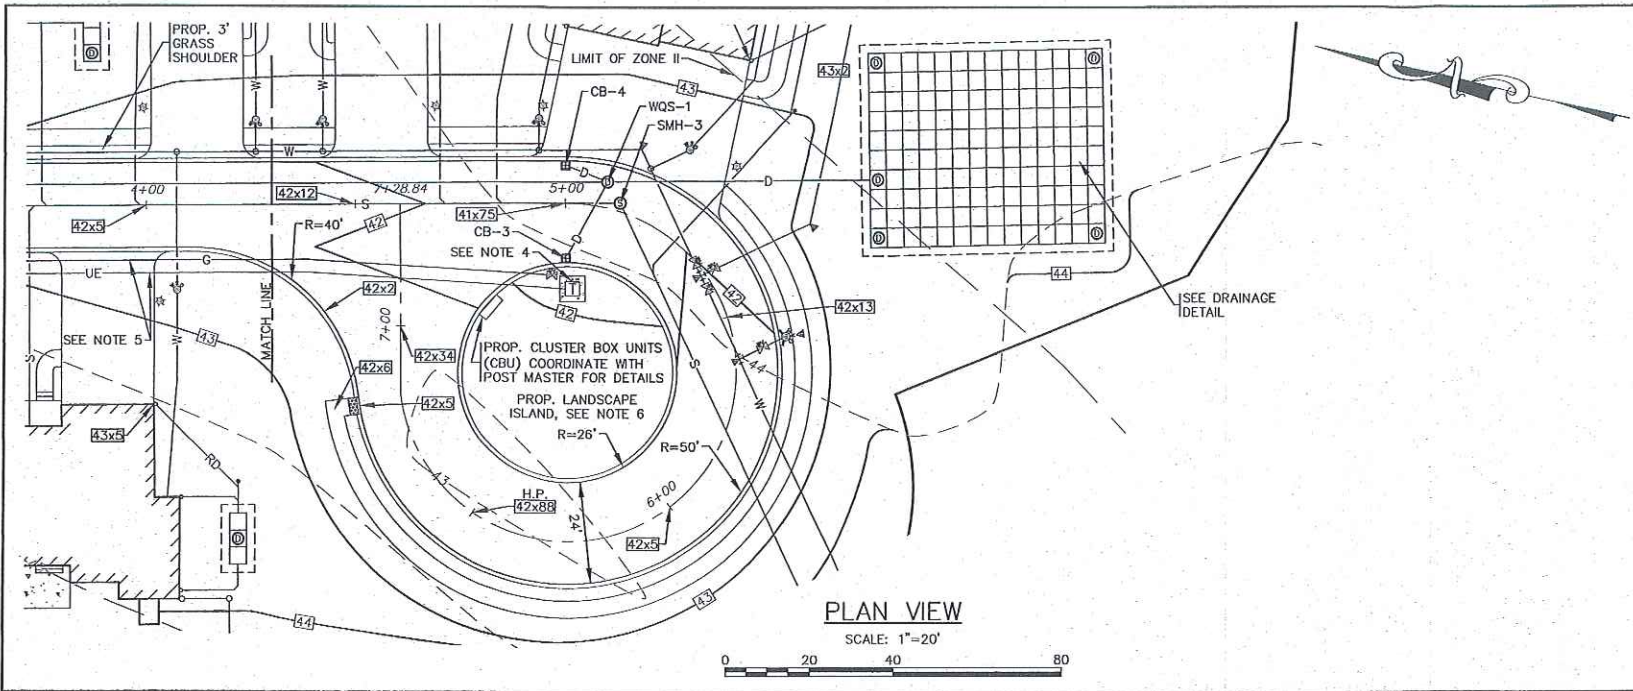 PROP. 3'
GRASS
SHOULDER
D
W
W
LIMIT OF ZONE II
43
43x2
CB-4
WQS-1
SMH-3
W
D
D
D
4+00
42x12
7+28.84
5+00
S
S
42x5
41x75
42
R=40'
CB-3
D
SEE NOTE 4
G
UE
T
42x2
42
42
42x13
44
SEE DRAINAGE
DETAIL
D
D
D
D
D
SEE NOTE 5
W
43
MATCH LINE
7+00
42x34
42x6
42x5
PROP. CLUSTER BOX UNITS
(CBU) COORDINATE WITH
POST MASTER FOR DETAILS
PROP. LANDSCAPE
ISLAND, SEE NOTE 6
S
44
W
S
43x5
RD
R=26'
R=50'
43
H.P.
42x88
24'
6+00
42x5
D
44
43
PLAN VIEW
SCALE: 1"=20'
0 20 40 80